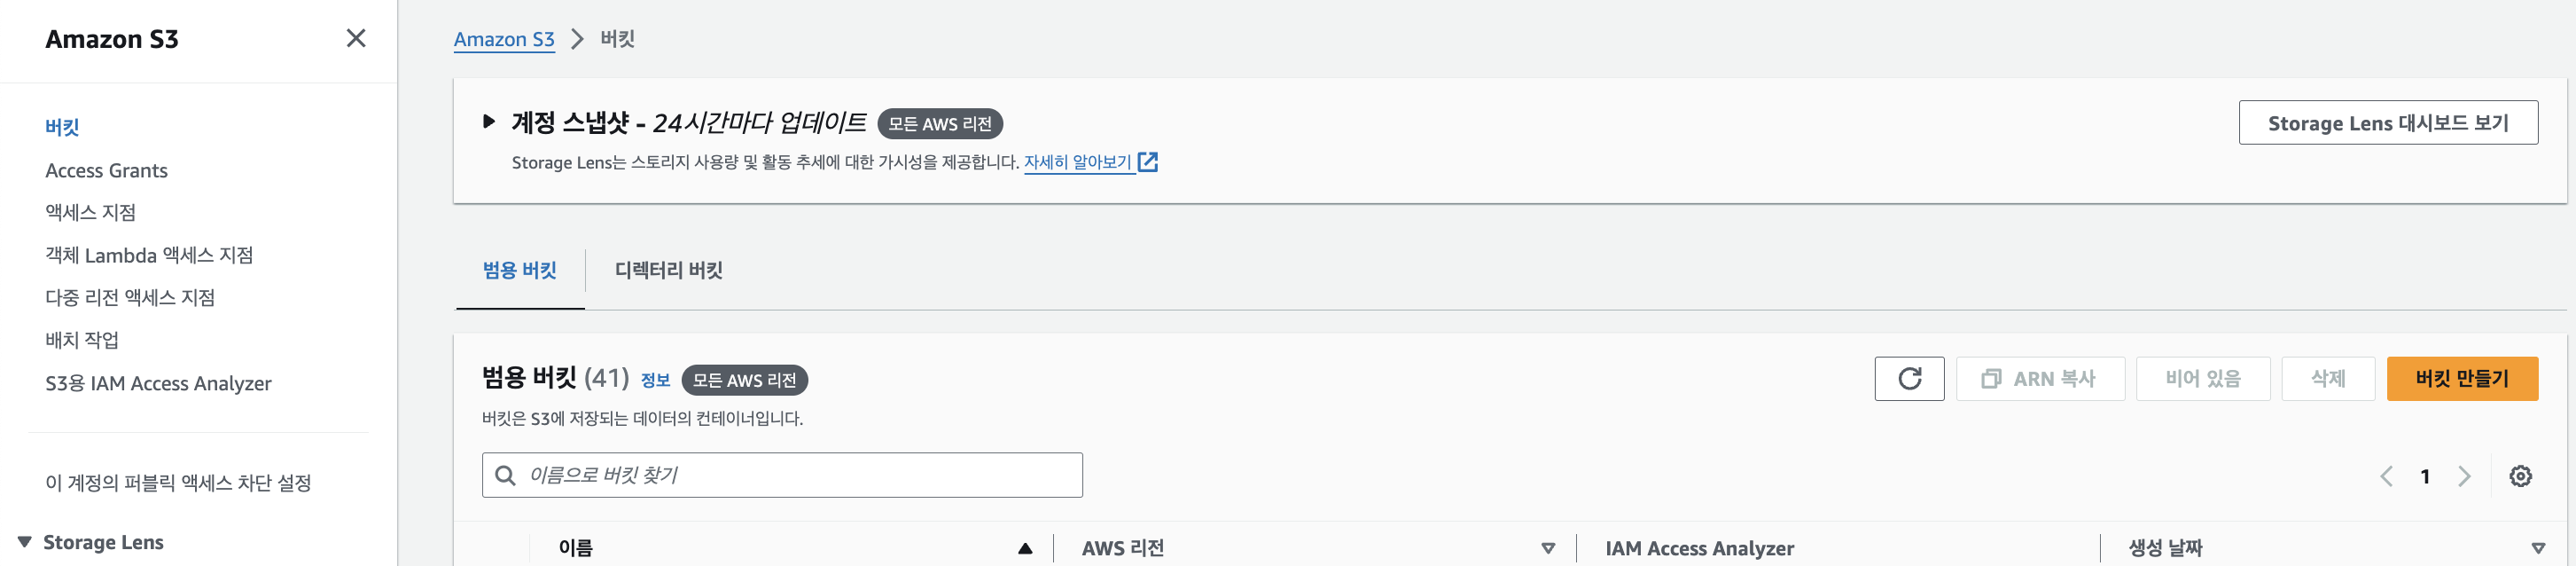 Amazon S3
버킷
Access Grants
액세스 지점
객체 Lambda 액세스 지점
다중 리전 액세스 지점
배치 작업
S3용 IAM Access Analyzer
이 계정의 퍼블릭 액세스 차단 설정
Storage Lens
Amazon S3 > 버킷
계정 스냅샷 - 24시간마다 업데이트 모든 AWS 리전
Storage Lens는 스토리지 사용량 및 활동 추세에 대한 가시성을 제공합니다. 자세히 알아보기
Storage Lens 대시보드 보기
범용 버킷 디렉터리 버킷
범용 버킷 (41) 정보 모든 AWS 리전
버킷은 S3에 저장되는 데이터의 컨테이너입니다.
ARN 복사 비어 있음 삭제 버킷 만들기
이름으로 버킷 찾기
1
이름 AWS 리전 IAM Access Analyzer 생성 날짜